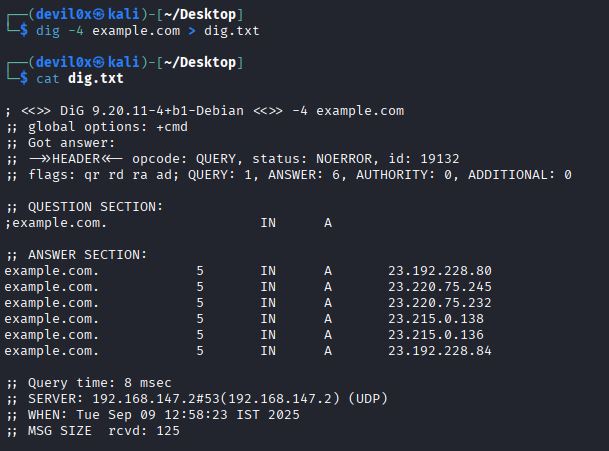 ┌──(devil0x㉿kali)-[~/Desktop]
└─$ dig -4 example.com > dig.txt
┌──(devil0x㉿kali)-[~/Desktop]
└─$ cat dig.txt
; <<>> DiG 9.20.11-4+b1-Debian <<>> -4 example.com
;; global options: +cmd
;; Got answer:
;; ->>HEADER<<- opcode: QUERY, status: NOERROR, id: 19132
;; flags: qr rd ra ad; QUERY: 1, ANSWER: 6, AUTHORITY: 0, ADDITIONAL: 0
;; QUESTION SECTION:
;example.com. IN A
;; ANSWER SECTION:
example.com. 5 IN A 23.192.228.80
example.com. 5 IN A 23.220.75.245
example.com. 5 IN A 23.220.75.232
example.com. 5 IN A 23.215.0.138
example.com. 5 IN A 23.215.0.136
example.com. 5 IN A 23.192.228.84
;; Query time: 8 msec
;; SERVER: 192.168.147.2#53(192.168.147.2) (UDP)
;; WHEN: Tue Sep 09 12:58:23 IST 2025
;; MSG SIZE rcvd: 125